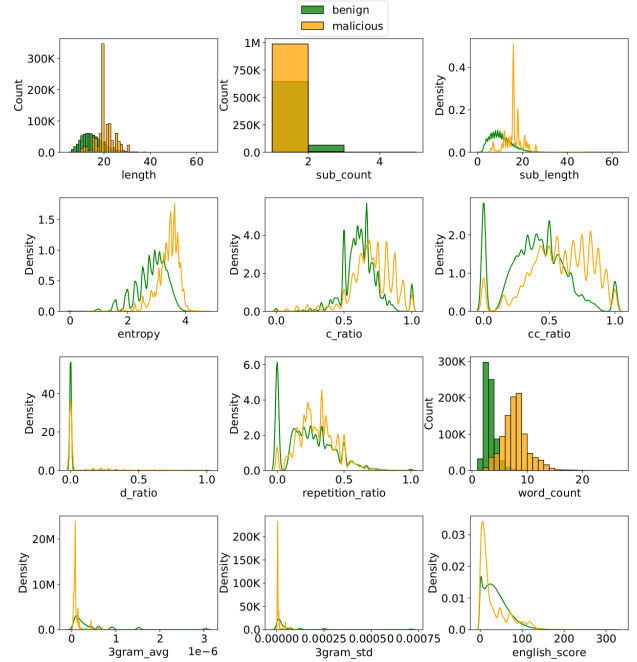 benign
malicious
300K
200K
100K
0K
Count
0 20 40 60
length
1M
750K
500K
250K
0K
Count
2 4
sub_count
0.4
0.2
0.0
Density
0 20 40 60
sub_length
1.5
1.0
0.5
0.0
Density
0 2 4
entropy
4.0
2.0
0.0
Density
0.0 0.5 1.0
c_ratio
2.0
1.0
0.0
Density
0.0 0.5 1.0
cc_ratio
40
20
0
Density
0.0 0.5 1.0
d_ratio
6.0
4.0
2.0
0.0
Density
0.0 0.5 1.0
repetition_ratio
300K
200K
100K
0K
Count
0 10 20
word_count
20M
10M
0M
Density
0 1 2 3
3gram_avg 1e−6
200K
150K
100K
50K
0K
Density
0.00000 0.00025 0.00050 0.00075
3gram_std
0.03
0.02
0.01
0.00
Density
0 100 200 300
english_score